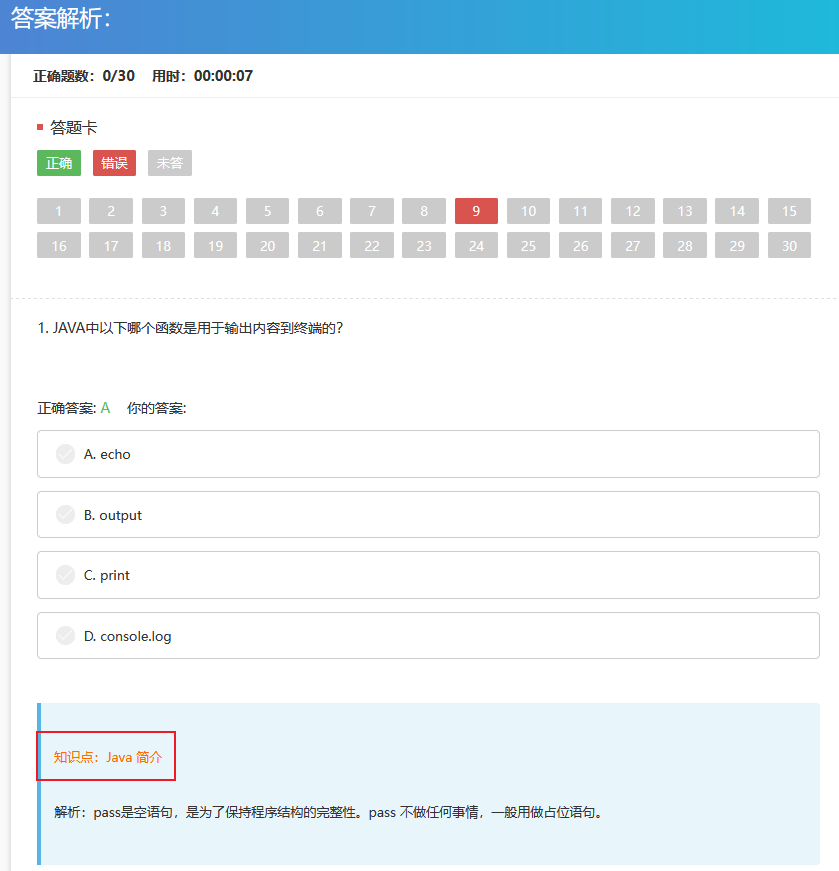 答案解析：
正确题数：0/30 用时：00:00:07
答题卡
正确 错误 未答
1 2 3 4 5 6 7 8 9 10 11 12 13 14 15
16 17 18 19 20 21 22 23 24 25 26 27 28 29 30
1. JAVA中以下哪个函数是用于输出内容到终端的?
正确答案: A 你的答案:
A. echo
B. output
C. print
D. console.log
知识点：Java 简介
解析：pass是空语句，是为了保持程序结构的完整性。pass 不做任何事情，一般用做占位语句。